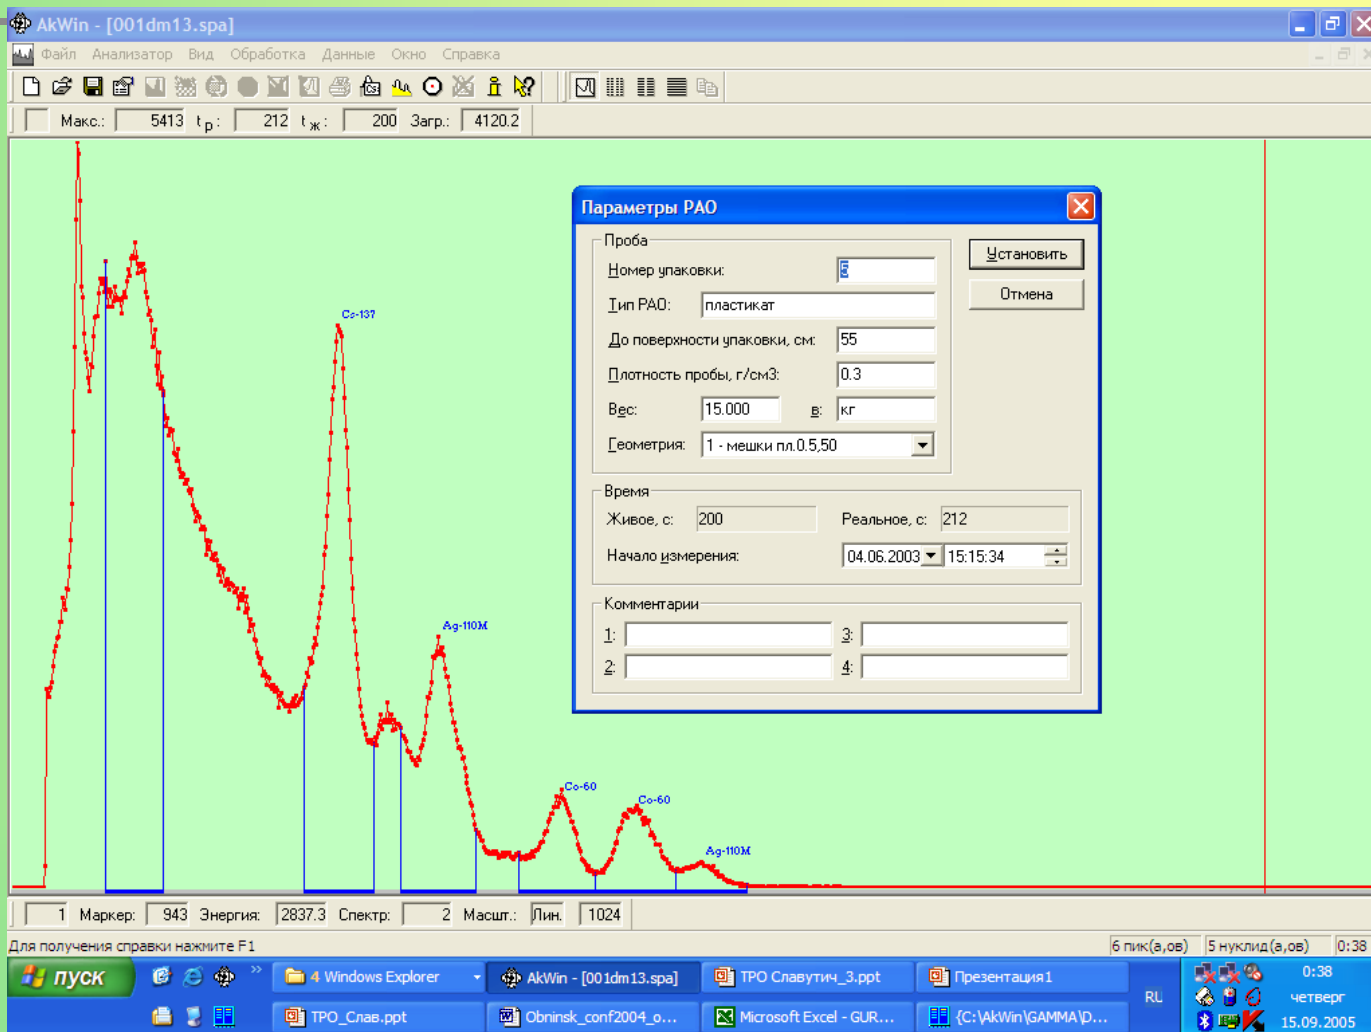 AkWin - [001dm13.spa]
Файл Анализатор Вид Обработка Данные Окно Справка
Макс.: 5413 tр: 212 tж: 200 Загр.: 4120.2
Cs-137
Ag-110M
Co-60
Co-60
Ag-110M
Параметры РАО
Проба
Номер упаковки: 5
Тип РАО: пластикат
До поверхности упаковки, см: 55
Плотность пробы, г/см3: 0.3
Вес: 15.000 в: кг
Геометрия: 1 - мешки пл.0.5,50
Установить
Отмена
Время
Живое, с: 200 Реальное, с: 212
Начало измерения: 04.06.2003 15:15:34
Комментарии
1: 3:
2: 4:
1 Маркер: 943 Энергия: 2837.3 Спектр: 2 Масшт.: Лин. 1024
Для получения справки нажмите F1 6 пик(а,ов) 5 нуклид(а,ов) 0:38
пуск » 4 Windows Explorer AkWin - [001dm13.spa] ТРО Славутич_3.ppt Презентация1 RU 0:38
четверг
ТРО_Слав.ppt Obninsk_conf2004_o... Microsoft Excel - GUR... {C:\AkWin\GAMMA\D... 15.09.2005